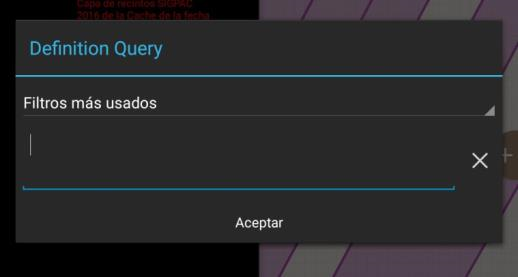 Capa de recintos SIGPAC
2016 de la Cache de la fecha
Definition Query
Filtros más usados
Aceptar